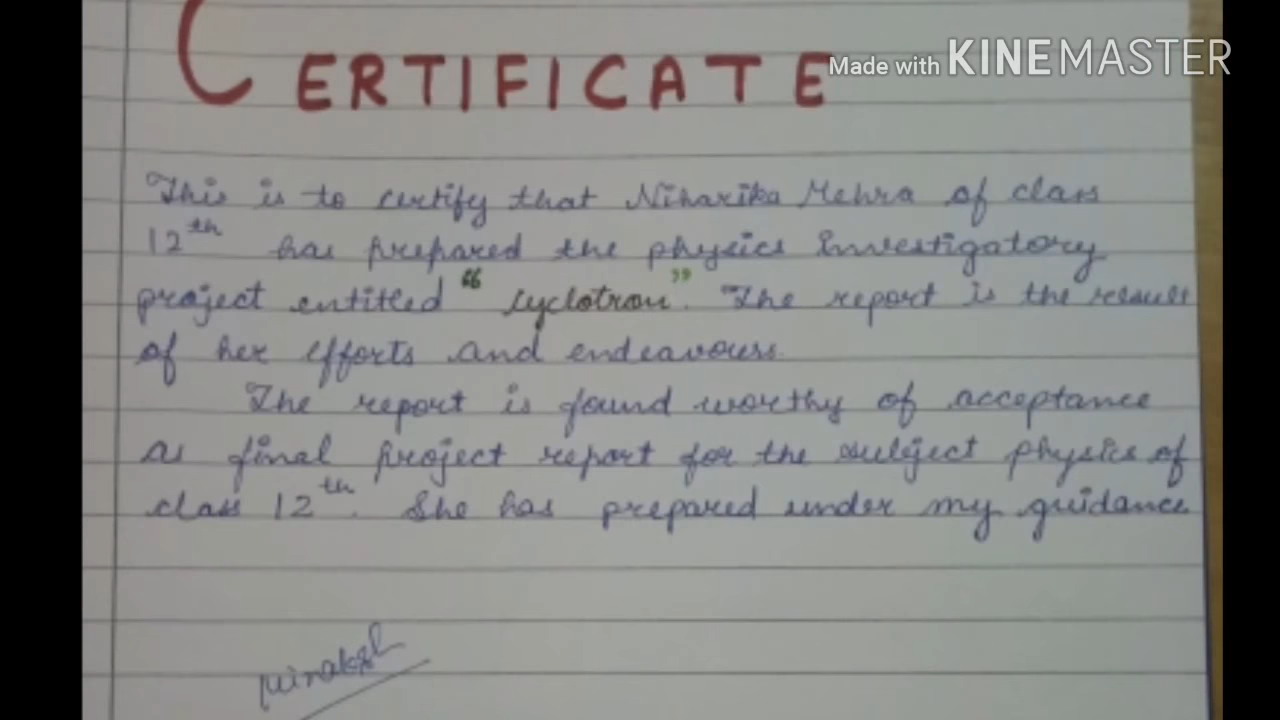 CERTIFICATE
Made with KINEMASTER
This is to certify that Niharika Mehra of class
12th has prepared the physics investigatory
project entitled "cyclotron". The report is the result
of her efforts and endeavours.
The report is found worthy of acceptance
as final project report for the subject physics of
class 12th. She has prepared under my guidance